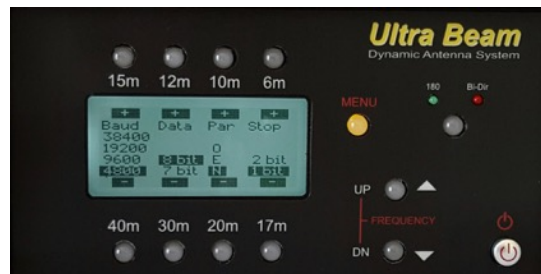 Ultra Beam
Dynamic Antenna System
15m 12m 10m 6m
180 Bi-Dir
MENU
+ + + +
Baud Data Par Stop
38400
19200 O
9600 8 bit E 2 bit
4800 7 bit N 1 bit
- - - -
UP
FREQUENCY
DN
40m 30m 20m 17m